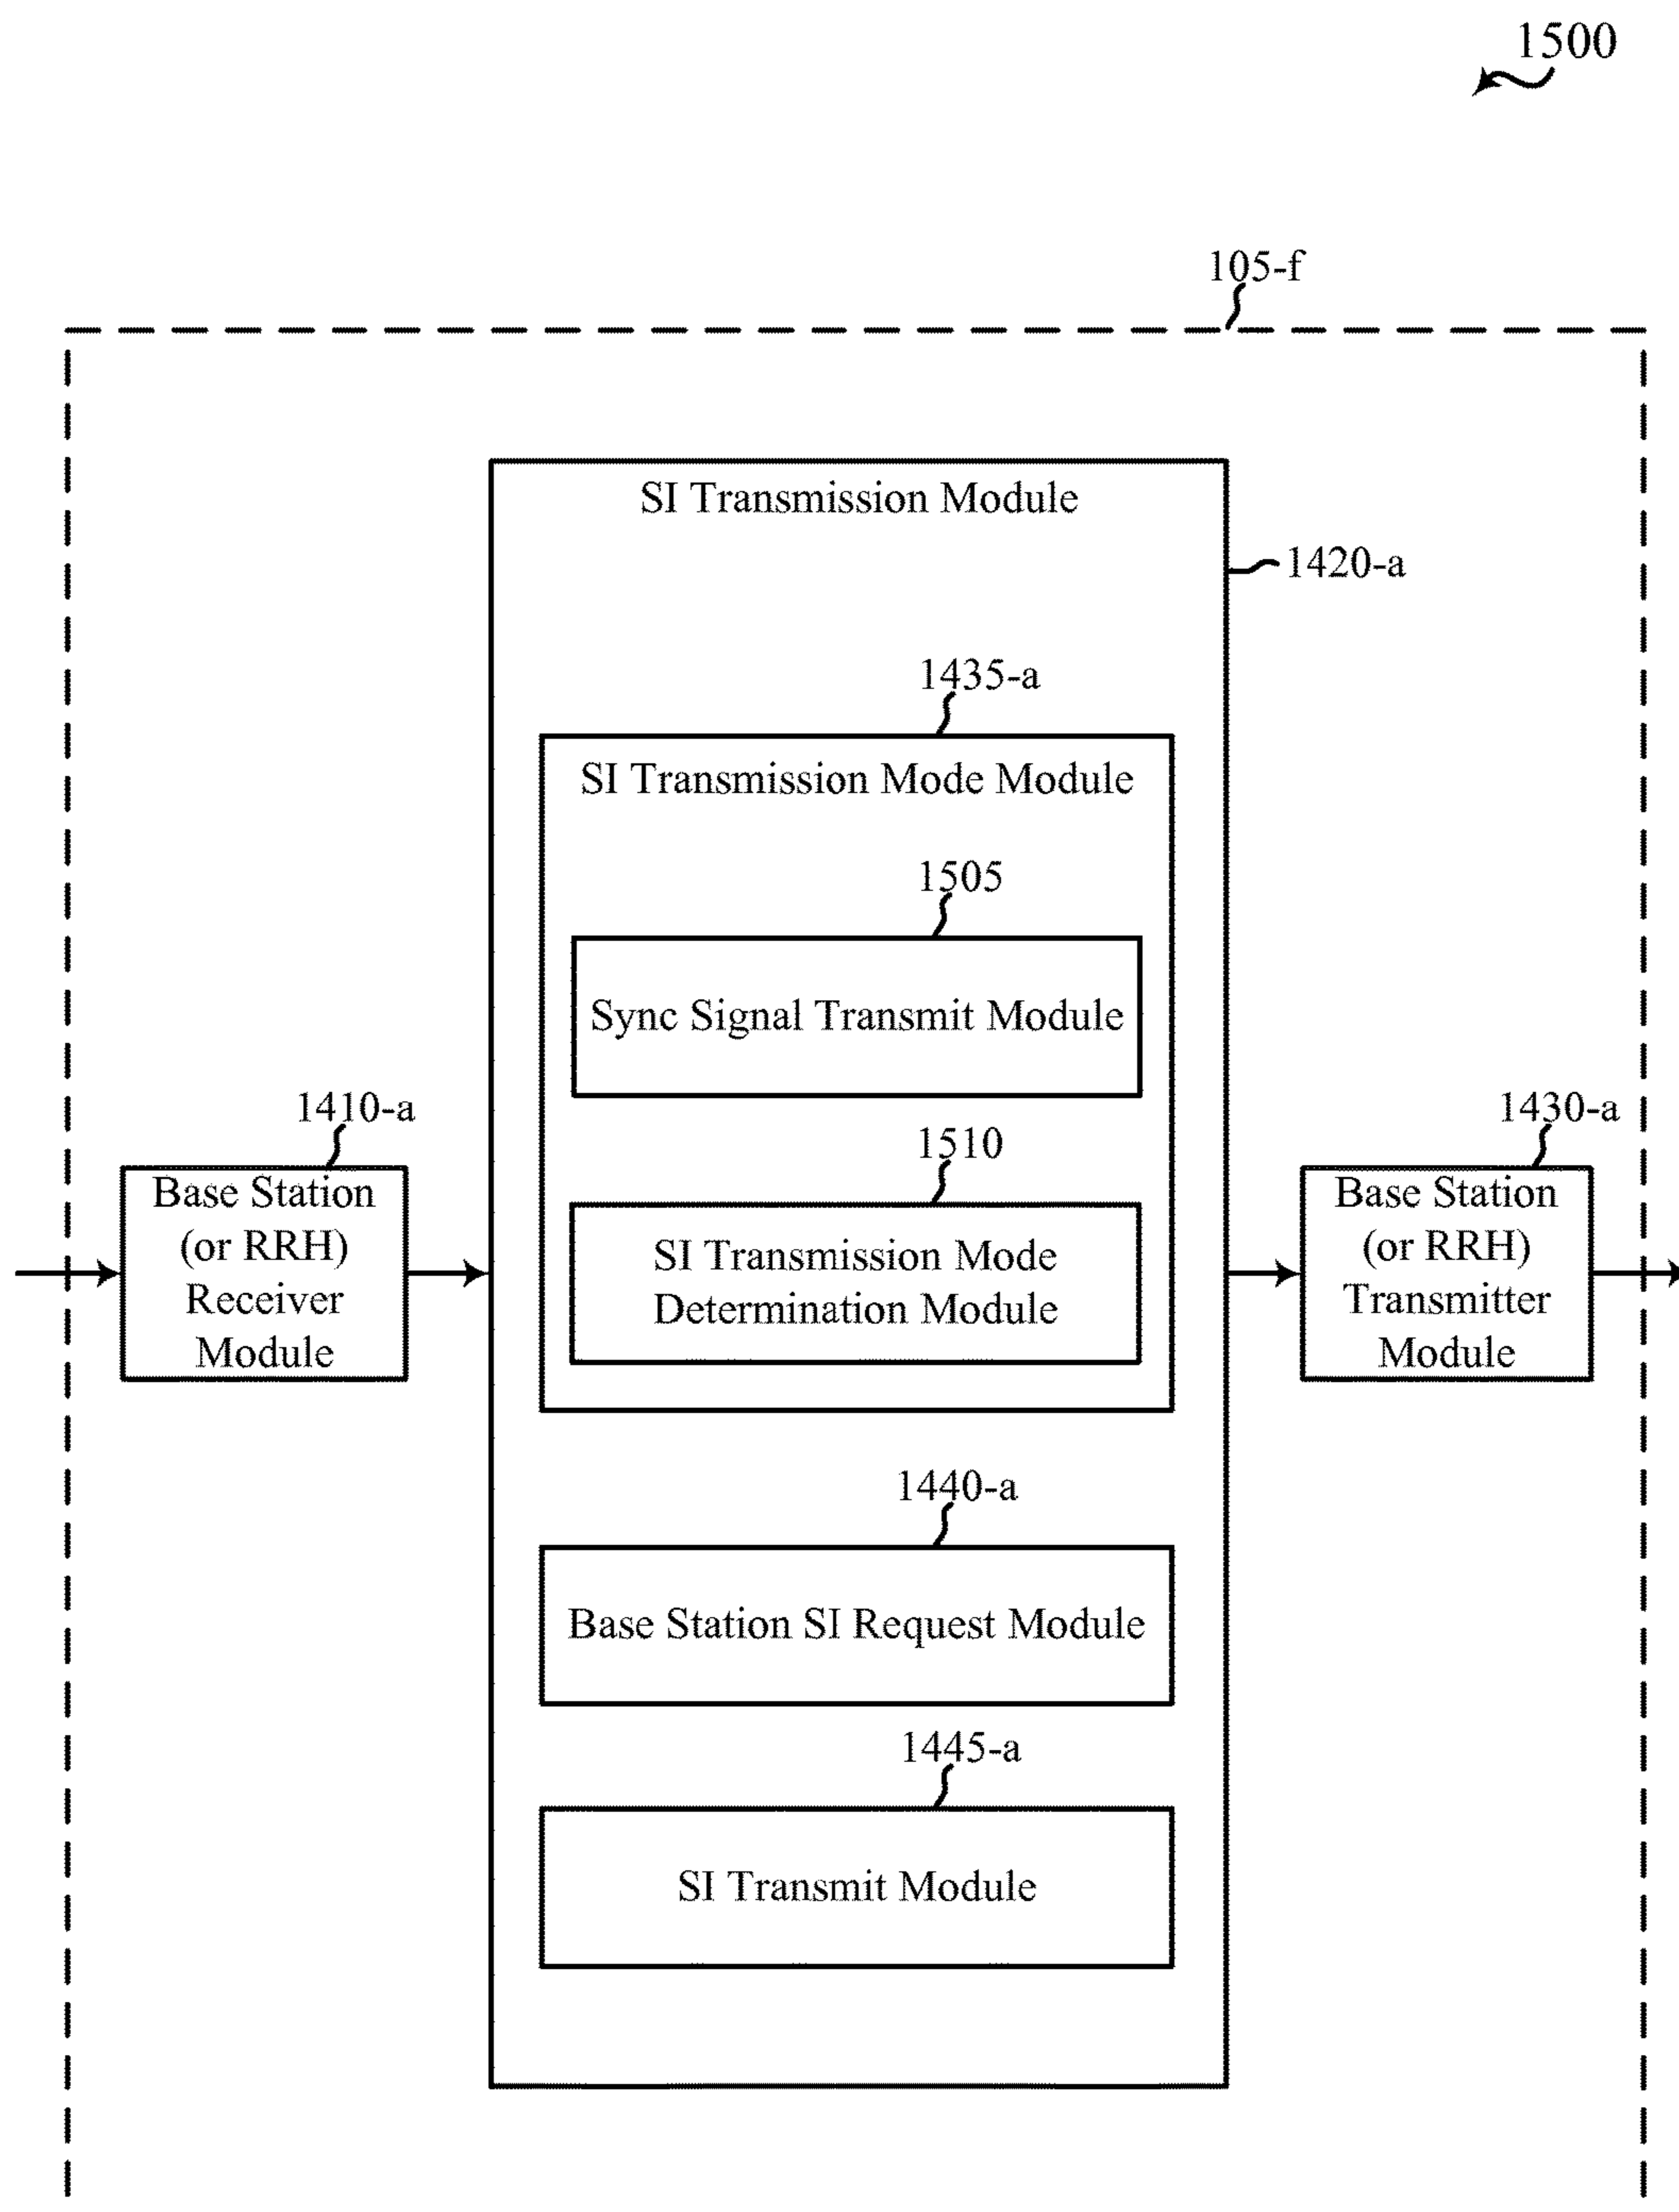 1500
105-f
SI Transmission Module
1420-a
1435-a
SI Transmission Mode Module
1505
Sync Signal Transmit Module
1410-a
Base Station
(or RRH)
Receiver
Module
1510
SI Transmission Mode
Determination Module
1430-a
Base Station
(or RRH)
Transmitter
Module
1440-a
Base Station SI Request Module
1445-a
SI Transmit Module